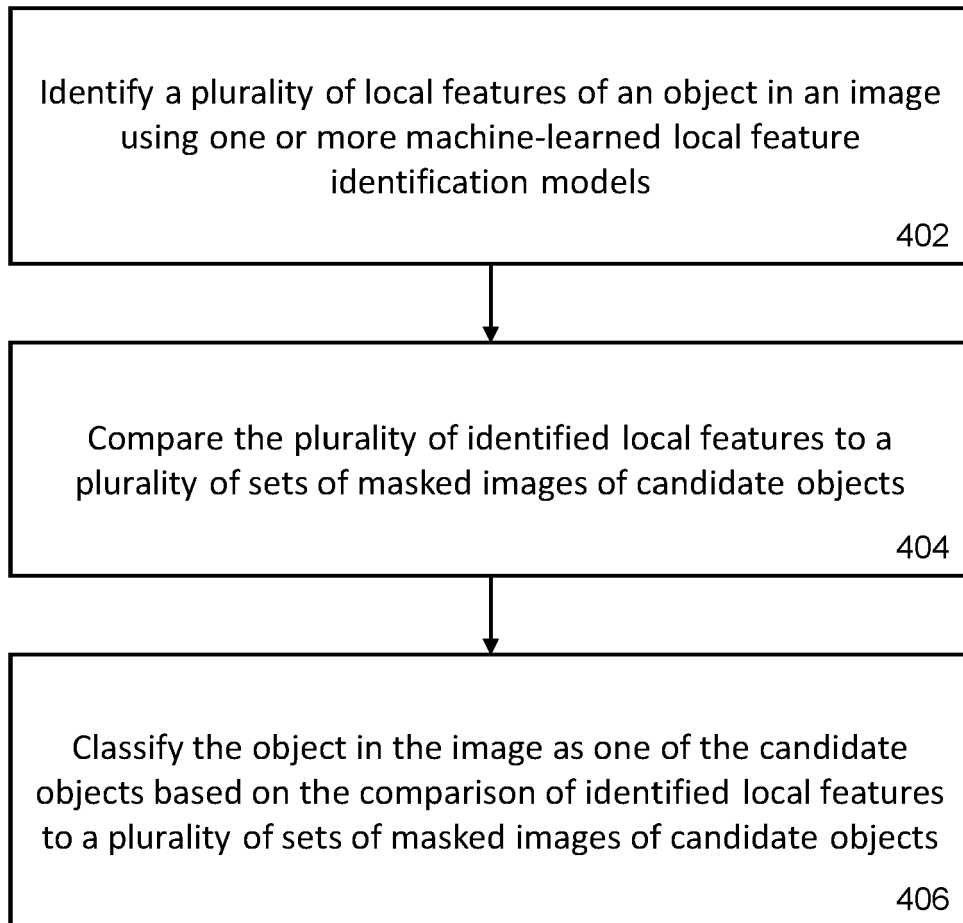 Identify a plurality of local features of an object in an image
using one or more machine-learned local feature
identification models
402
Compare the plurality of identified local features to a
plurality of sets of masked images of candidate objects
404
Classify the object in the image as one of the candidate
objects based on the comparison of identified local features
to a plurality of sets of masked images of candidate objects
406